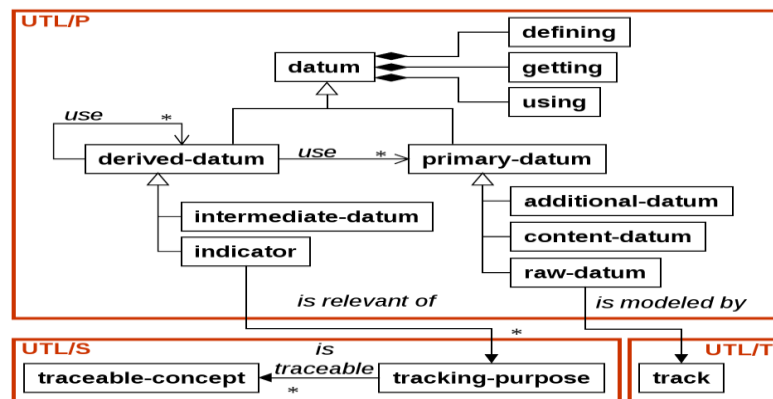 UTL/P
defining
datum
getting
using
use
*
derived-datum
use
*
primary-datum
intermediate-datum
additional-datum
indicator
content-datum
raw-datum
is relevant of
is modeled by
*
UTL/S
is
traceable
UTL/T
traceable-concept
*
tracking-purpose
track